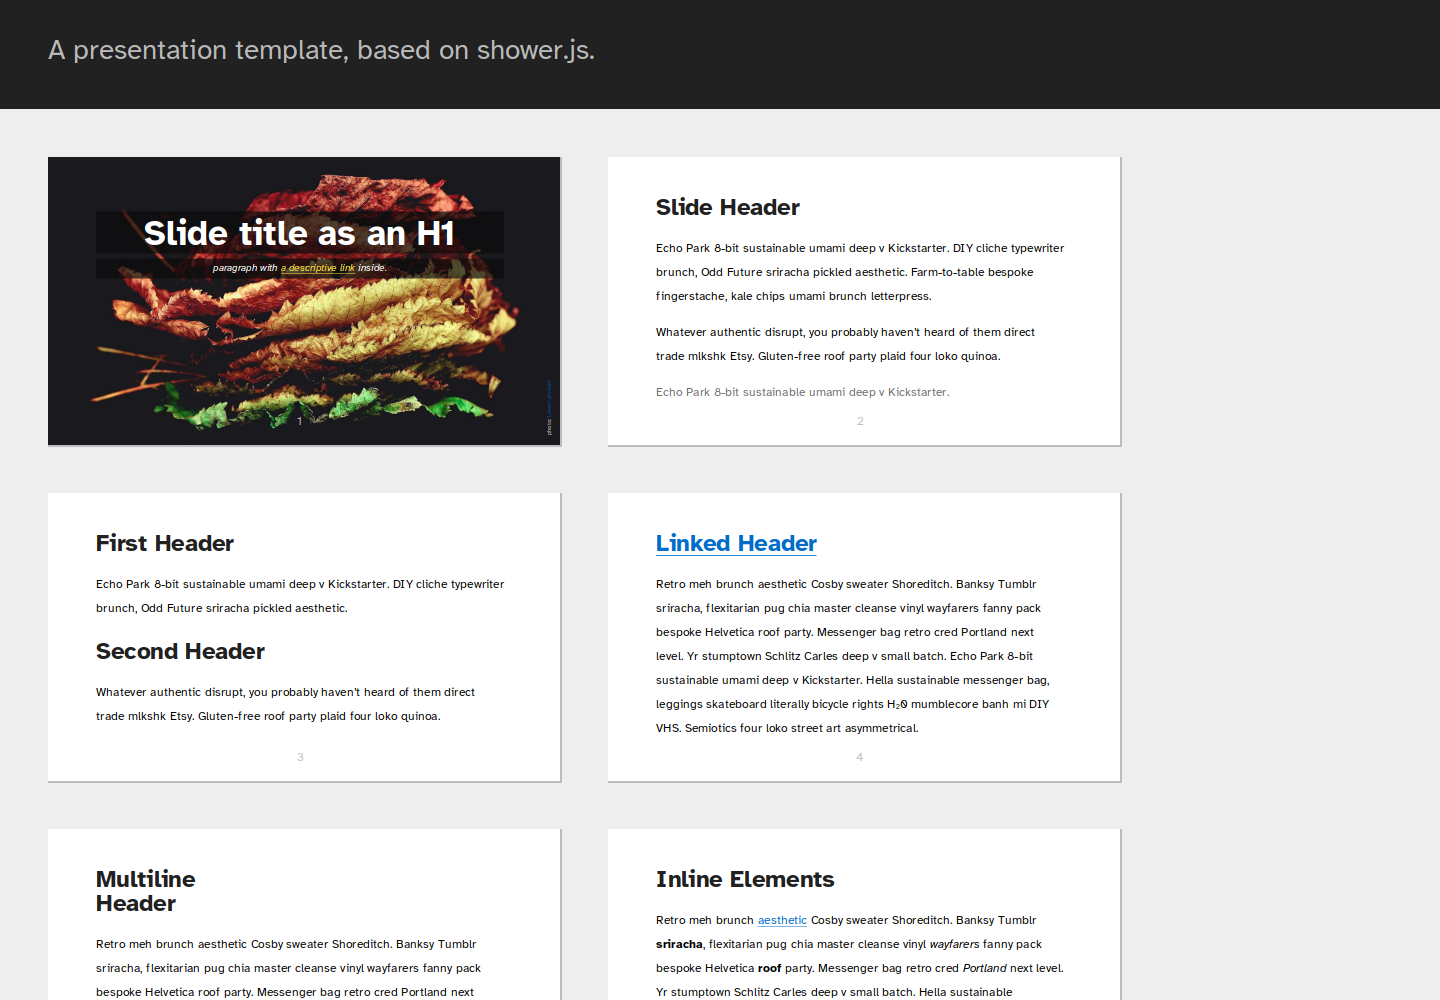 A presentation template, based on shower.js.
Slide title as an H1
paragraph with a descriptive link inside.
photo:
1
Slide Header
Echo Park 8-bit sustainable umami deep v Kickstarter. DIY cliche typewriter
brunch, Odd Future sriracha pickled aesthetic. Farm-to-table bespoke
fingerstache, kale chips umami brunch letterpress.
Whatever authentic disrupt, you probably haven't heard of them direct
trade mlkshk Etsy. Gluten-free roof party plaid four loko quinoa.
Echo Park 8-bit sustainable umami deep v Kickstarter.
2
First Header
Echo Park 8-bit sustainable umami deep v Kickstarter. DIY cliche typewriter
brunch, Odd Future sriracha pickled aesthetic.
Second Header
Whatever authentic disrupt, you probably haven't heard of them direct
trade mlkshk Etsy. Gluten-free roof party plaid four loko quinoa.
3
Linked Header
Retro meh brunch aesthetic Cosby sweater Shoreditch. Banksy Tumblr
sriracha, flexitarian pug chia master cleanse vinyl wayfarers fanny pack
bespoke Helvetica roof party. Messenger bag retro cred Portland next
level. Yr stumptown Schlitz Carles deep v small batch. Echo Park 8-bit
sustainable umami deep v Kickstarter. Hella sustainable messenger bag,
leggings skateboard literally bicycle rights H₂0 mumblecore banh mi DIY
VHS. Semiotics four loko street art asymmetrical.
4
Multiline
Header
Retro meh brunch aesthetic Cosby sweater Shoreditch. Banksy Tumblr
sriracha, flexitarian pug chia master cleanse vinyl wayfarers fanny pack
bespoke Helvetica roof party. Messenger bag retro cred Portland next
Inline Elements
Retro meh brunch aesthetic Cosby sweater Shoreditch. Banksy Tumblr
sriracha, flexitarian pug chia master cleanse vinyl wayfarers fanny pack
bespoke Helvetica roof party. Messenger bag retro cred Portland next level.
Yr stumptown Schlitz Carles deep v small batch. Hella sustainable